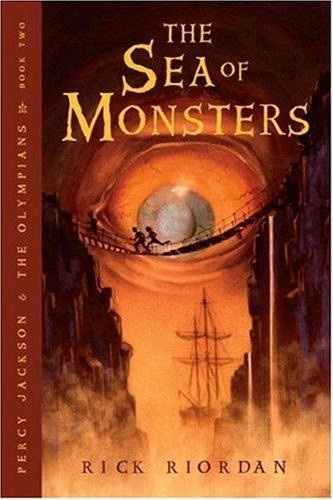 THE
SEA OF
MONSTERS
PERCY JACKSON & THE OLYMPIANS BOOK TWO
RICK RIORDAN